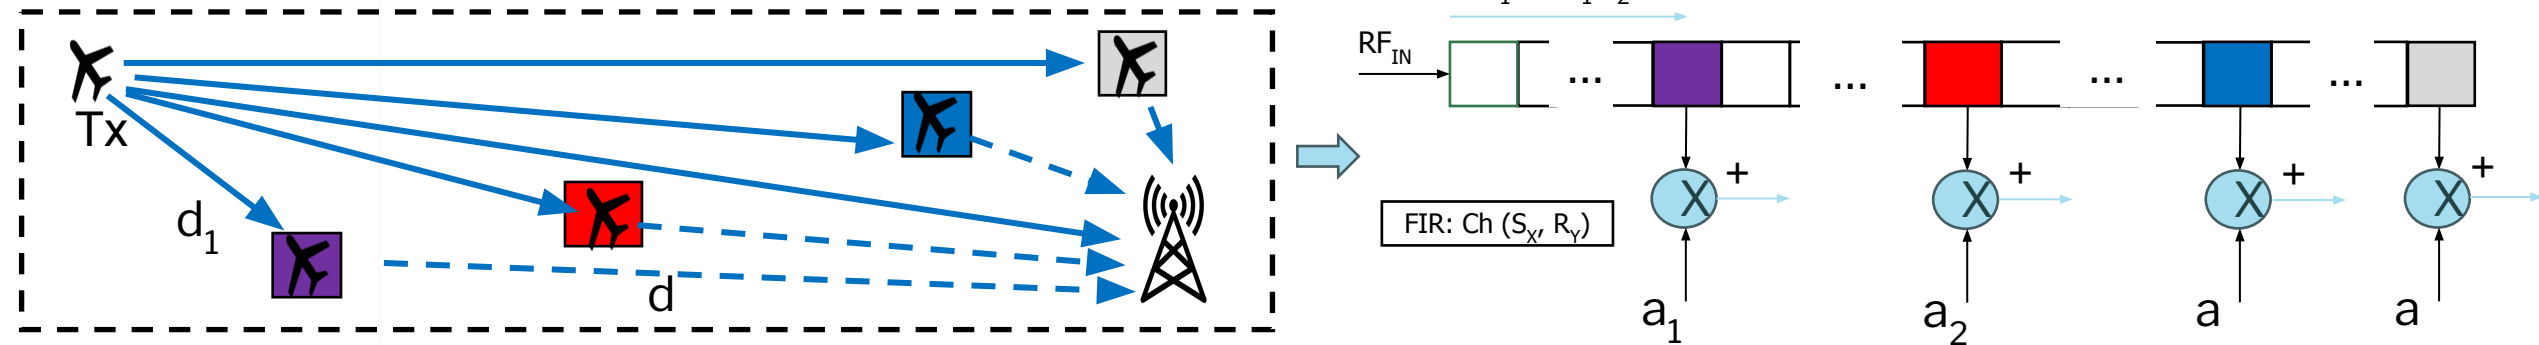 Tx
d1
d
RFIN
...
...
...
...
+
+
+
+
X
X
X
X
FIR: Ch (SX, RY)
a1
a2
a
a